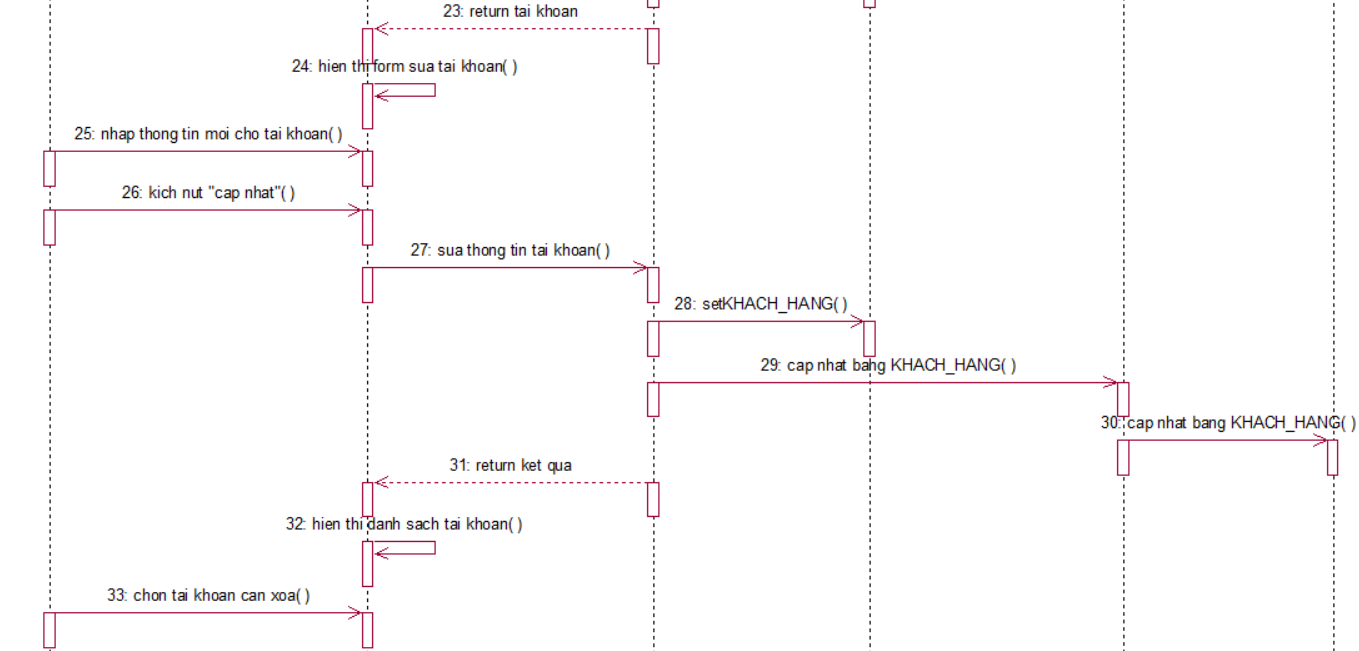 23: return tai khoan
24: hien thi form sua tai khoan( )
25: nhap thong tin moi cho tai khoan( )
26: kich nut "cap nhat"( )
27: sua thong tin tai khoan( )
28: setKHACH_HANG( )
29: cap nhat bang KHACH_HANG( )
30: cap nhat bang KHACH_HANG( )
31: return ket qua
32: hien thi danh sach tai khoan( )
33: chon tai khoan can xoa( )